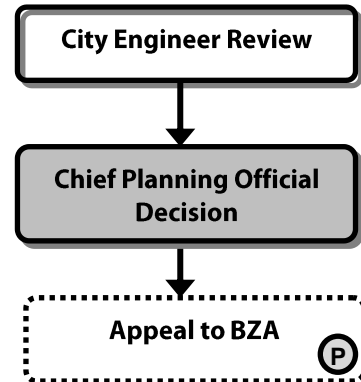 City Engineer Review
Chief Planning Official
Decision
Appeal to BZA
P